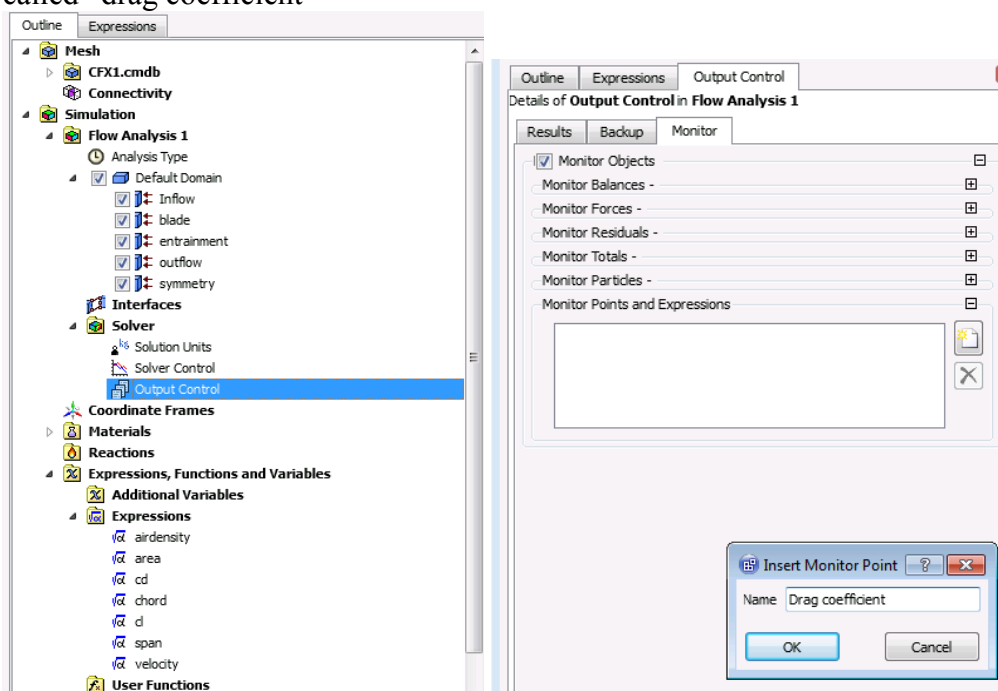 called "drag coefficient"
Outline Expressions
Mesh
CFX1.cmdb
Connectivity
Simulation
Flow Analysis 1
Analysis Type
Default Domain
Inflow
blade
entrainment
outflow
symmetry
Interfaces
Solver
Solution Units
Solver Control
Output Control
Coordinate Frames
Materials
Reactions
Expressions, Functions and Variables
Additional Variables
Expressions
airdensity
area
cd
chord
cl
span
velocity
User Functions
Outline Expressions Output Control
Details of Output Control in Flow Analysis 1
Results Backup Monitor
Monitor Objects
Monitor Balances -
Monitor Forces -
Monitor Residuals -
Monitor Totals -
Monitor Particles -
Monitor Points and Expressions
Insert Monitor Point
Name Drag coefficient
OK Cancel